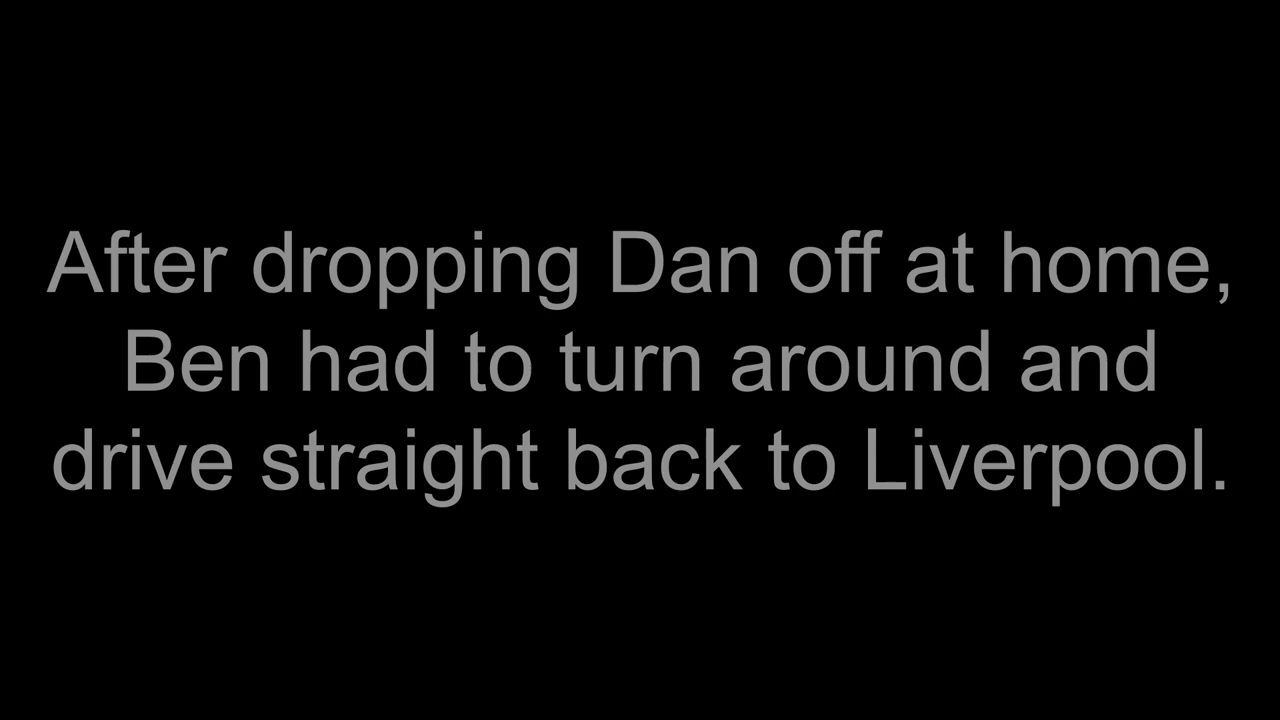 After dropping Dan off at home,
Ben had to turn around and
drive straight back to Liverpool.